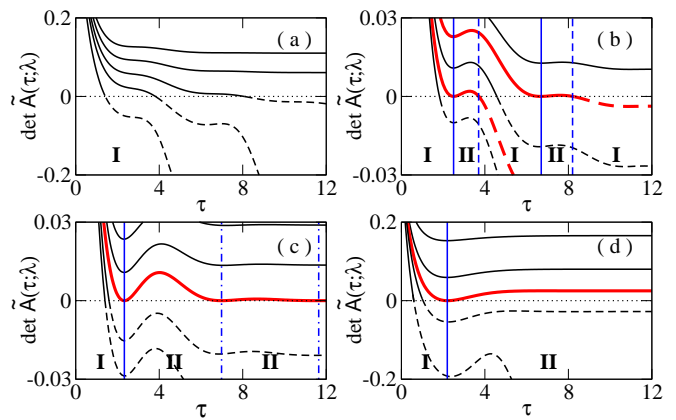 0.2
0
-0.2
det Ã(τ;λ)
( a )
I
0 4 8 12
τ
0.03
0
-0.03
det Ã(τ;λ)
( b )
I II I II I
0 4 8 12
τ
0.03
0
-0.03
det Ã(τ;λ)
( c )
I II II
0 4 8 12
τ
0.2
0
-0.2
det Ã(τ;λ)
( d )
I II
0 4 8 12
τ